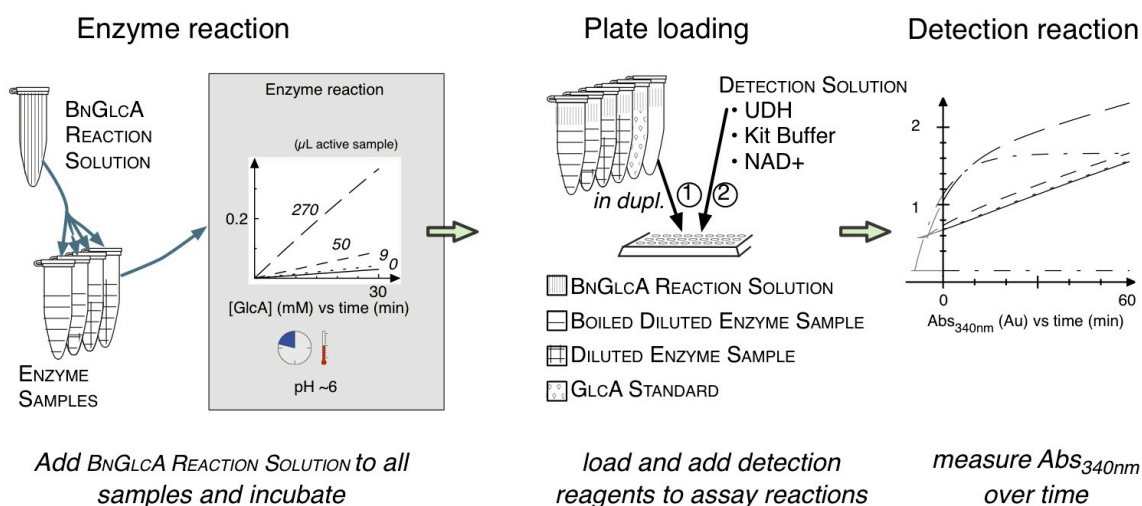 Enzyme reaction
Plate loading
Detection reaction
BnGlcA
Reaction
Solution
Enzyme reaction
(µL active sample)
0.2
270
50
9
0
30
[GlcA] (mM) vs time (min)
pH ~6
Enzyme
Samples
Detection Solution
• UDH
• Kit Buffer
• NAD+
in dupl.
1
2
BnGlcA Reaction Solution
Boiled Diluted Enzyme Sample
Diluted Enzyme Sample
GlcA Standard
2
1
0
60
Abs340nm (Au) vs time (min)
Add BnGlcA Reaction Solution to all
samples and incubate
load and add detection
reagents to assay reactions
measure Abs340nm
over time